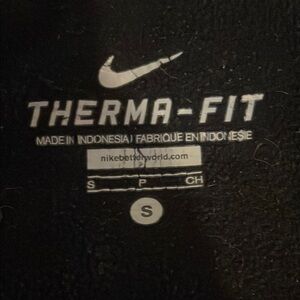 THERMA-FIT
MADE IN INDONESIA / FABRIQUE EN INDONESIE
nikebetterworld.com
S P CH
S